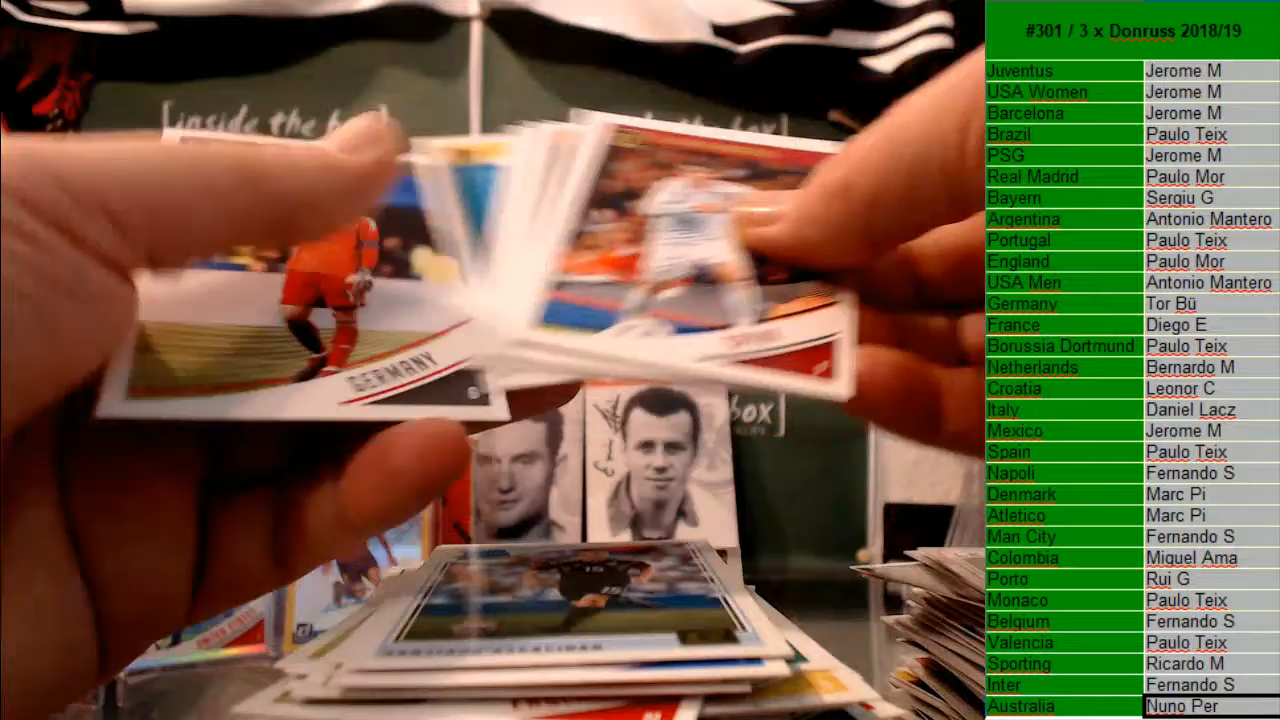 #301 / 3 x Donruss 2018/19
Juventus Jerome M
USA Women Jerome M
Barcelona Jerome M
Brazil Paulo Teix
PSG Jerome M
Real Madrid Paulo Mor
Bayern Sergiu G
Argentina Antonio Mantero
Portugal Paulo Teix
England Paulo Mor
USA Men Antonio Mantero
Germany Tor Bü
France Diego E
Borussia Dortmund Paulo Teix
Netherlands Bernardo M
Croatia Leonor C
Italy Daniel Lacz
Mexico Jerome M
Spain Paulo Teix
Napoli Fernando S
Denmark Marc Pi
Atletico Marc Pi
Man City Fernando S
Colombia Miquel Ama
Porto Rui G
Monaco Paulo Teix
Belgium Fernando S
Valencia Paulo Teix
Sporting Ricardo M
Inter Fernando S
Australia Nuno Per
[inside the
box]
GERMANY